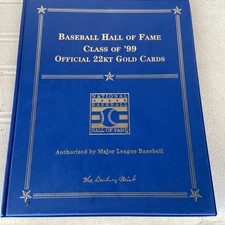 BASEBALL HALL OF FAME
CLASS OF '99
OFFICIAL 22KT GOLD CARDS
NATIONAL
BASEBALL
HALL OF FAME
Authorized by Major League Baseball
The Danbury Mint